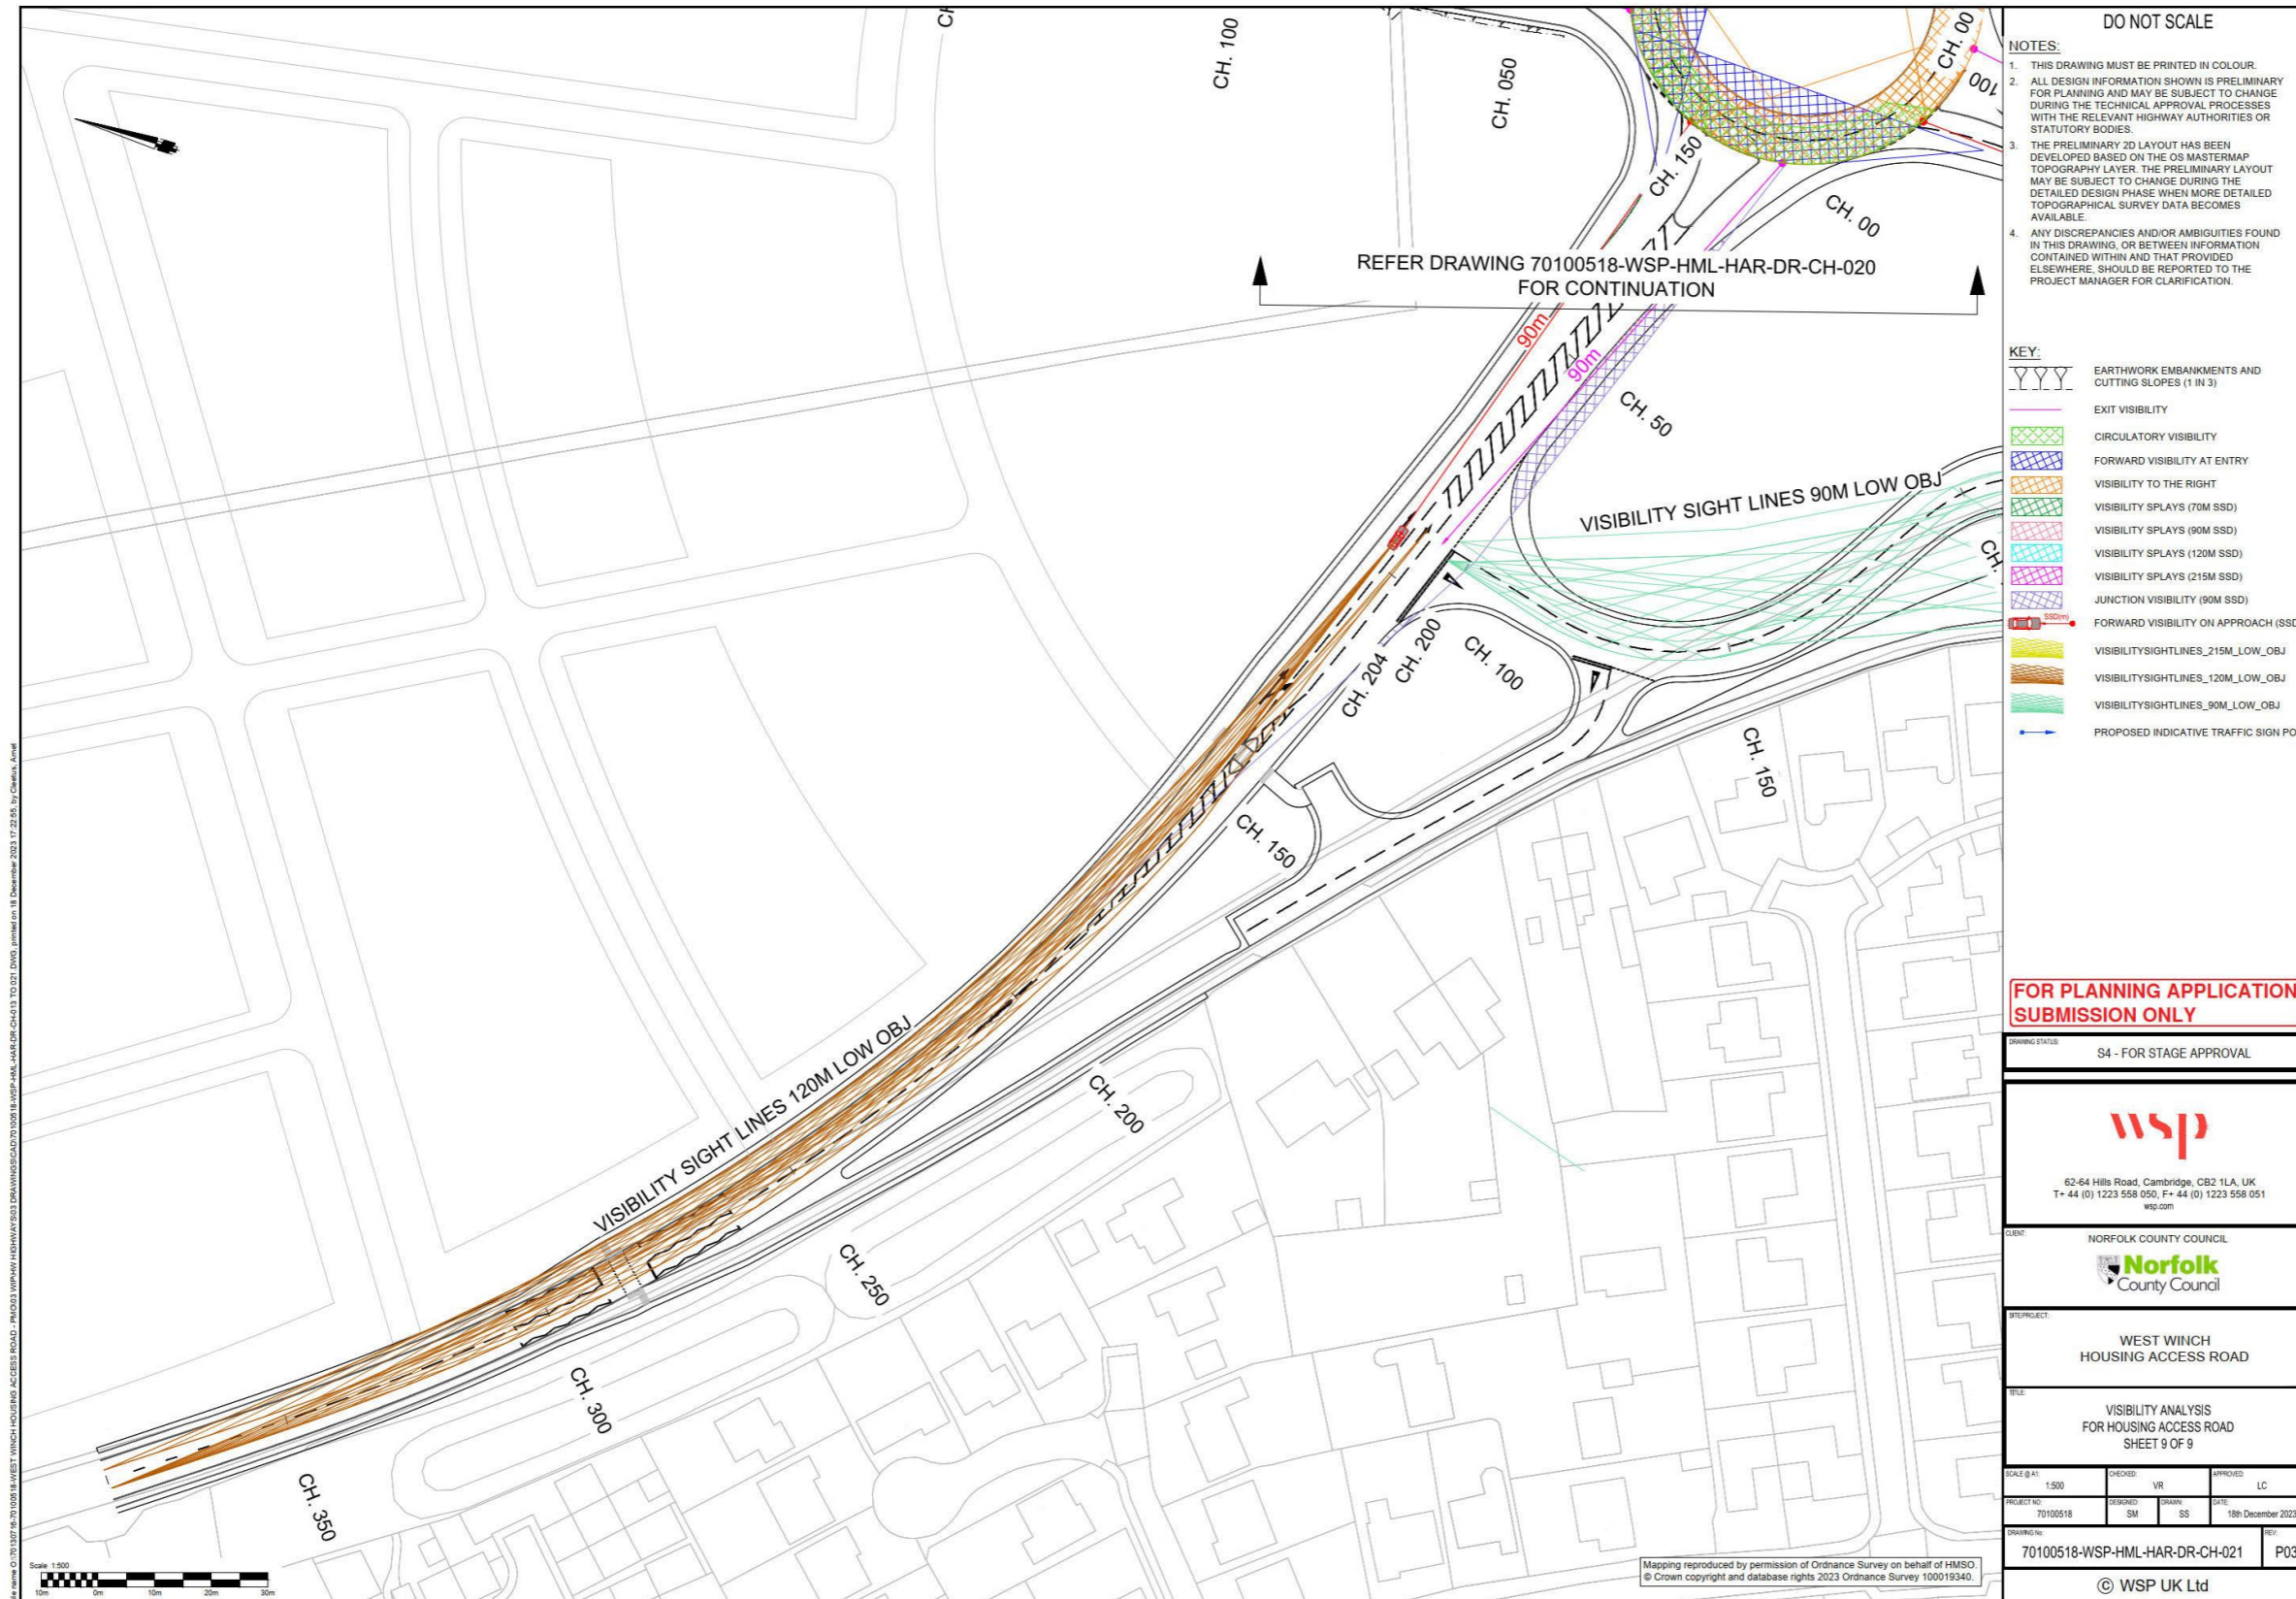 CH. 100
CH. 050
CH. 00
CH. 150
CH. 00
REFER DRAWING 70100518-WSP-HML-HAR-DR-CH-020
FOR CONTINUATION
90m
90m
CH. 50
VISIBILITY SIGHT LINES 90M LOW OBJ
CH. 200
CH. 204
CH. 100
CH. 150
CH. 150
VISIBILITY SIGHT LINES 120M LOW OBJ
CH. 200
CH. 250
CH. 300
CH. 350
Scale 1:500
10m 0m 10m 20m 30m
Mapping reproduced by permission of Ordnance Survey on behalf of HMSO.
© Crown copyright and database rights 2023 Ordnance Survey 100019340.
DO NOT SCALE
NOTES:
1. THIS DRAWING MUST BE PRINTED IN COLOUR.
2. ALL DESIGN INFORMATION SHOWN IS PRELIMINARY
FOR PLANNING AND MAY BE SUBJECT TO CHANGE
DURING THE TECHNICAL APPROVAL PROCESSES
WITH THE RELEVANT HIGHWAY AUTHORITIES OR
STATUTORY BODIES.
3. THE PRELIMINARY 2D LAYOUT HAS BEEN
DEVELOPED BASED ON THE OS MASTERMAP
TOPOGRAPHY LAYER. THE PRELIMINARY LAYOUT
MAY BE SUBJECT TO CHANGE DURING THE
DETAILED DESIGN PHASE WHEN MORE DETAILED
TOPOGRAPHICAL SURVEY DATA BECOMES
AVAILABLE.
4. ANY DISCREPANCIES AND/OR AMBIGUITIES FOUND
IN THIS DRAWING, OR BETWEEN INFORMATION
CONTAINED WITHIN AND THAT PROVIDED
ELSEWHERE, SHOULD BE REPORTED TO THE
PROJECT MANAGER FOR CLARIFICATION.
KEY:
EARTHWORK EMBANKMENTS AND
CUTTING SLOPES (1 IN 3)
EXIT VISIBILITY
CIRCULATORY VISIBILITY
FORWARD VISIBILITY AT ENTRY
VISIBILITY TO THE RIGHT
VISIBILITY SPLAYS (70M SSD)
VISIBILITY SPLAYS (90M SSD)
VISIBILITY SPLAYS (120M SSD)
VISIBILITY SPLAYS (215M SSD)
JUNCTION VISIBILITY (90M SSD)
SSD(m) FORWARD VISIBILITY ON APPROACH (SSD
VISIBILITYSIGHTLINES_215M_LOW_OBJ
VISIBILITYSIGHTLINES_120M_LOW_OBJ
VISIBILITYSIGHTLINES_90M_LOW_OBJ
PROPOSED INDICATIVE TRAFFIC SIGN PO
FOR PLANNING APPLICATION
SUBMISSION ONLY
DRAWING STATUS:
S4 - FOR STAGE APPROVAL
wsp
62-64 Hills Road, Cambridge, CB2 1LA, UK
T+ 44 (0) 1223 558 050, F+ 44 (0) 1223 558 051
wsp.com
CLIENT:
NORFOLK COUNTY COUNCIL
Norfolk
County Council
SITE/PROJECT:
WEST WINCH
HOUSING ACCESS ROAD
TITLE:
VISIBILITY ANALYSIS
FOR HOUSING ACCESS ROAD
SHEET 9 OF 9
SCALE @ A1: CHECKED: APPROVED:
1:500 VR LC
PROJECT NO: DESIGNED: DRAWN: DATE:
70100518 SM SS 18th December 2023
DRAWING No: REV:
70100518-WSP-HML-HAR-DR-CH-021 P03
© WSP UK Ltd